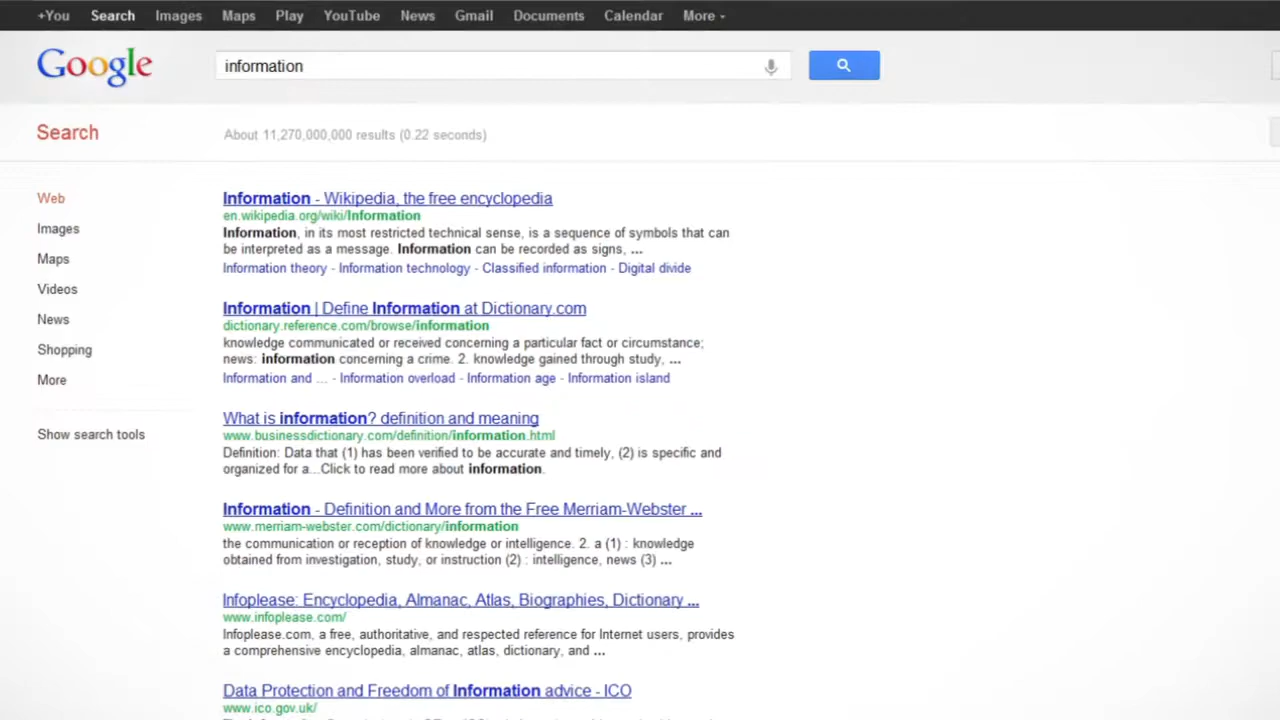 +You Search Images Maps Play YouTube News Gmail Documents Calendar More
Google
information
Search
About 11,270,000,000 results (0.22 seconds)
Web
Images
Maps
Videos
News
Shopping
More
Show search tools
Information - Wikipedia, the free encyclopedia
en.wikipedia.org/wiki/Information
Information, in its most restricted technical sense, is a sequence of symbols that can
be interpreted as a message. Information can be recorded as signs, ...
Information theory - Information technology - Classified information - Digital divide
Information | Define Information at Dictionary.com
dictionary.reference.com/browse/information
knowledge communicated or received concerning a particular fact or circumstance;
news: information concerning a crime. 2. knowledge gained through study, ...
Information and ... - Information overload - Information age - Information island
What is information? definition and meaning
www.businessdictionary.com/definition/information.html
Definition: Data that (1) has been verified to be accurate and timely, (2) is specific and
organized for a...Click to read more about information.
Information - Definition and More from the Free Merriam-Webster ...
www.merriam-webster.com/dictionary/information
the communication or reception of knowledge or intelligence. 2. a (1) : knowledge
obtained from investigation, study, or instruction (2) : intelligence, news (3) ...
Infoplease: Encyclopedia, Almanac, Atlas, Biographies, Dictionary ...
www.infoplease.com/
Infoplease.com, a free, authoritative, and respected reference for Internet users, provides
a comprehensive encyclopedia, almanac, atlas, dictionary, and ...
Data Protection and Freedom of Information advice - ICO
www.ico.gov.uk/